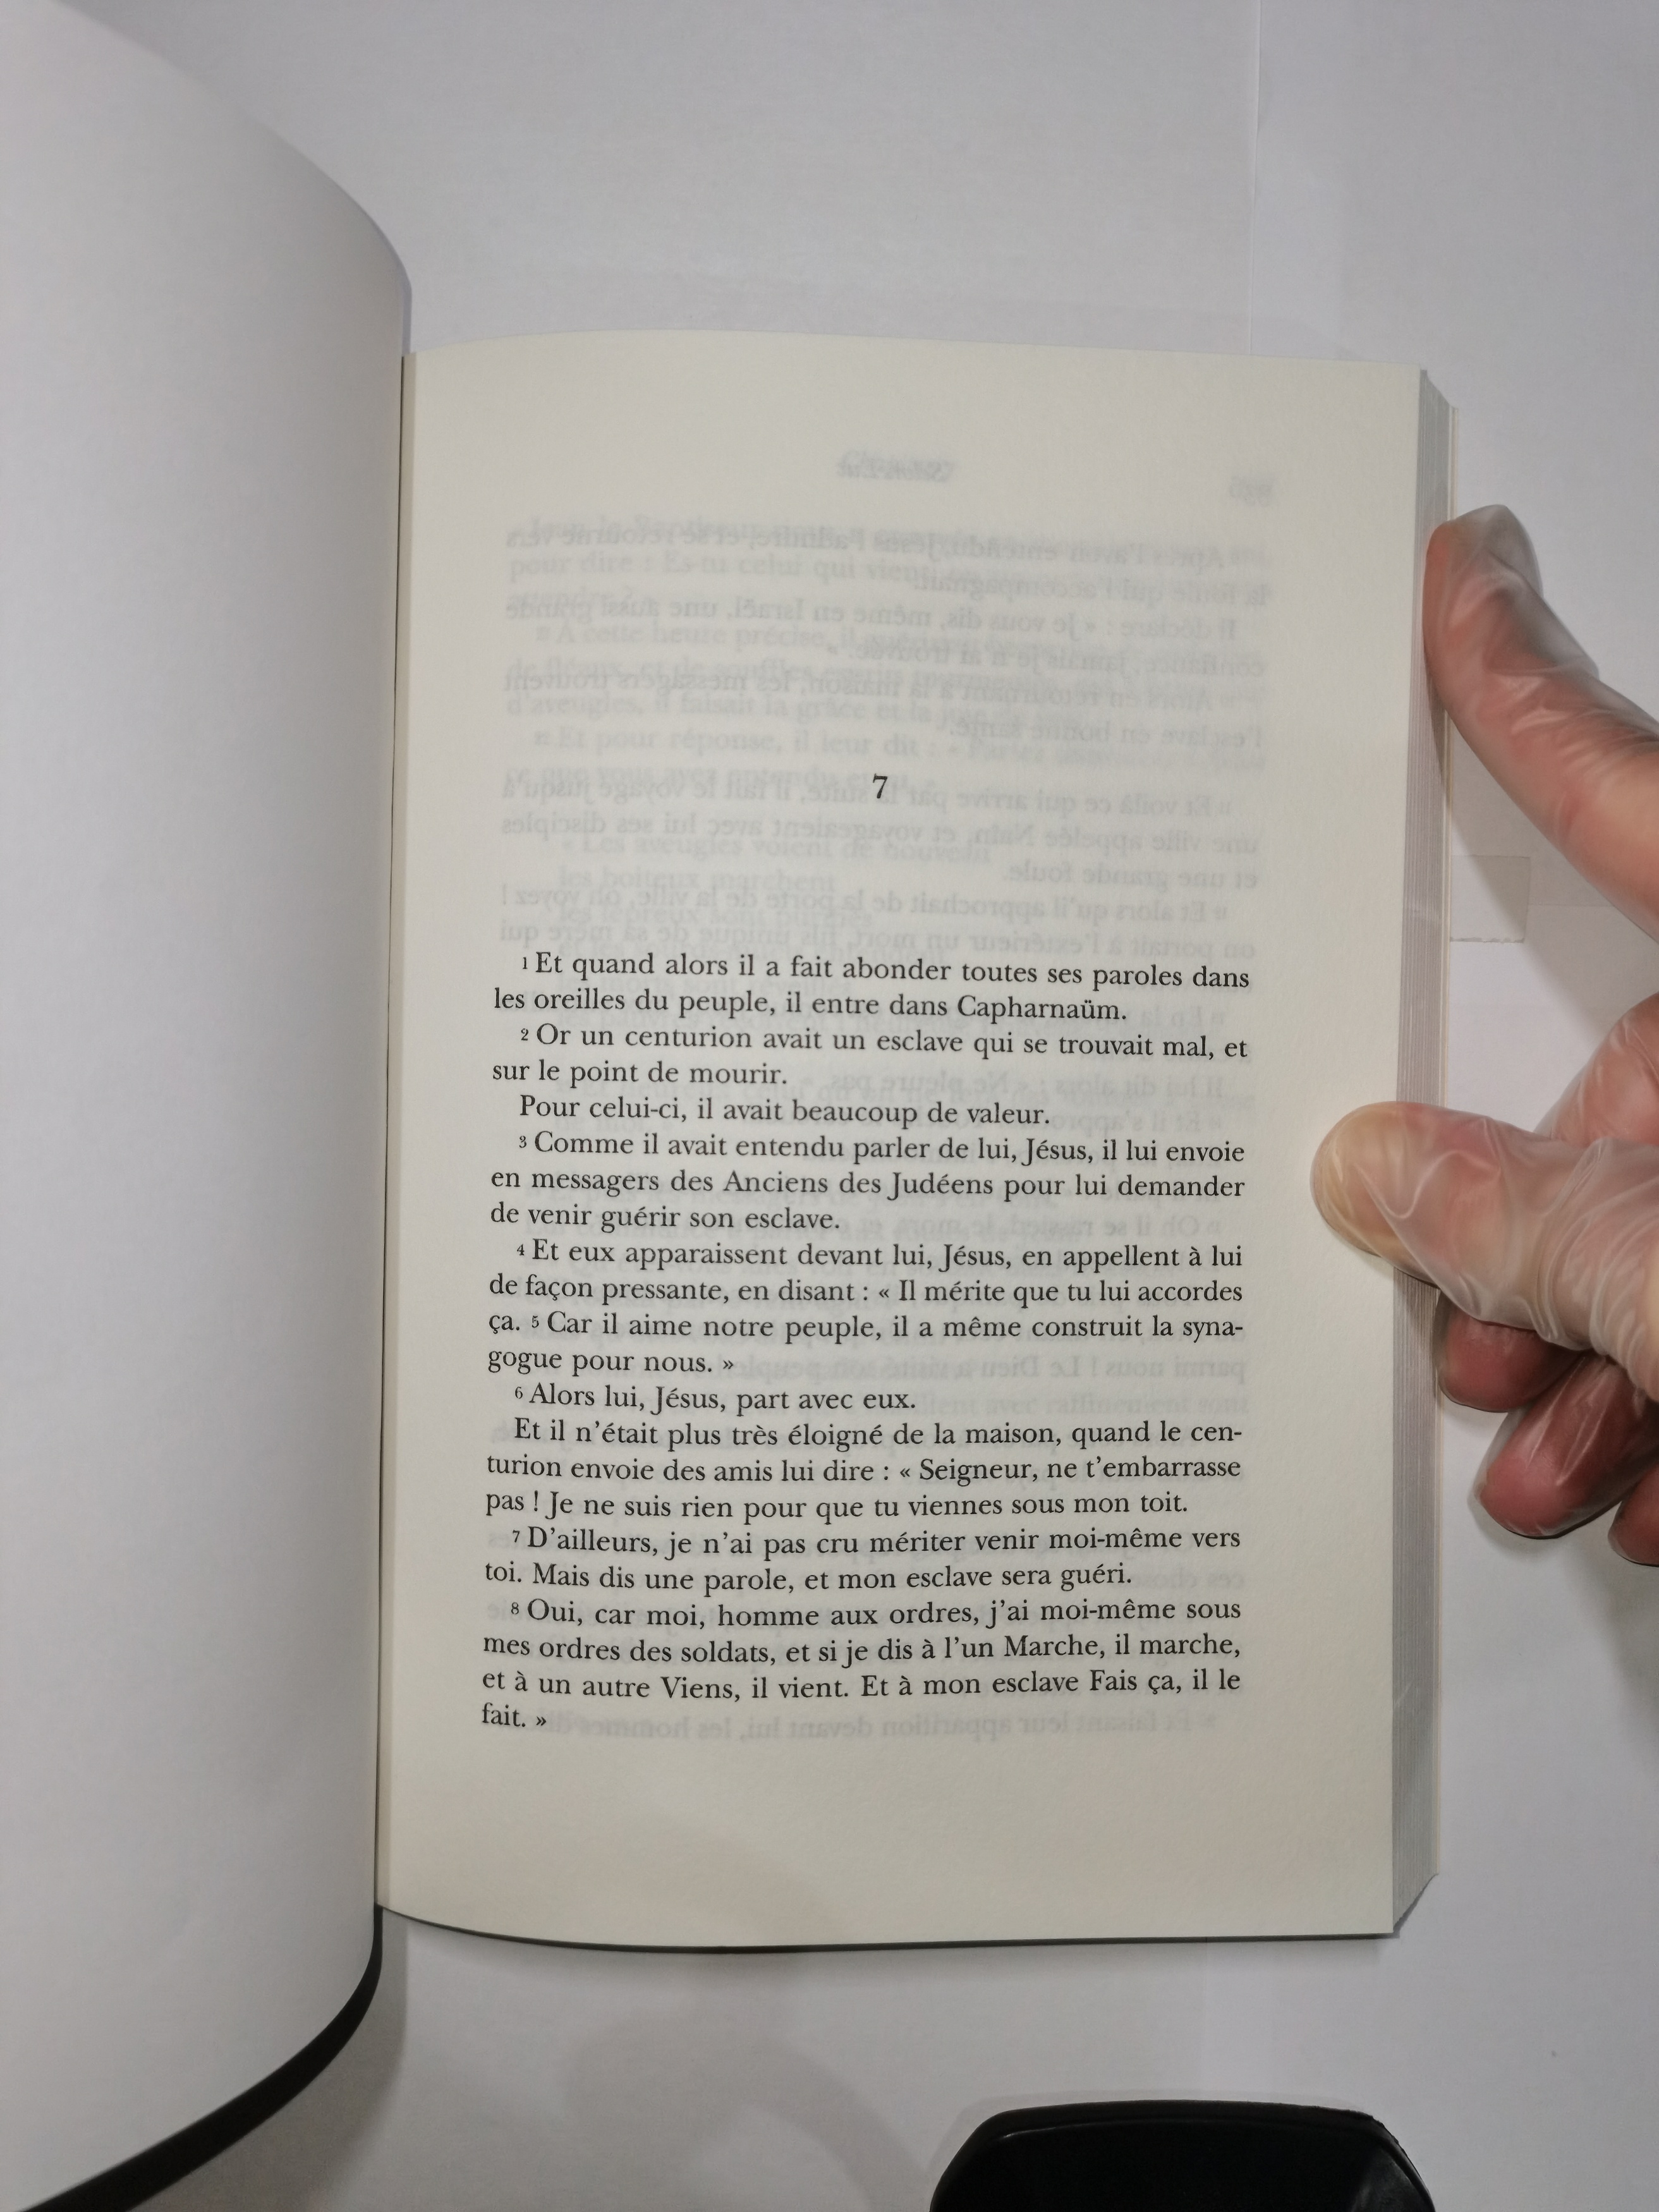 7
1 Et quand alors il a fait abonder toutes ses paroles dans
les oreilles du peuple, il entre dans Capharnaüm.
2 Or un centurion avait un esclave qui se trouvait mal, et
sur le point de mourir.
Pour celui-ci, il avait beaucoup de valeur.
3 Comme il avait entendu parler de lui, Jésus, il lui envoie
en messagers des Anciens des Judéens pour lui demander
de venir guérir son esclave.
4 Et eux apparaissent devant lui, Jésus, en appellent à lui
de façon pressante, en disant : « Il mérite que tu lui accordes
ça. 5 Car il aime notre peuple, il a même construit la syna-
gogue pour nous. »
6 Alors lui, Jésus, part avec eux.
Et il n'était plus très éloigné de la maison, quand le cen-
turion envoie des amis lui dire : « Seigneur, ne t'embarrasse
pas ! Je ne suis rien pour que tu viennes sous mon toit.
7 D'ailleurs, je n'ai pas cru mériter venir moi-même vers
toi. Mais dis une parole, et mon esclave sera guéri.
8 Oui, car moi, homme aux ordres, j'ai moi-même sous
mes ordres des soldats, et si je dis à l'un Marche, il marche,
et à un autre Viens, il vient. Et à mon esclave Fais ça, il le
fait. »